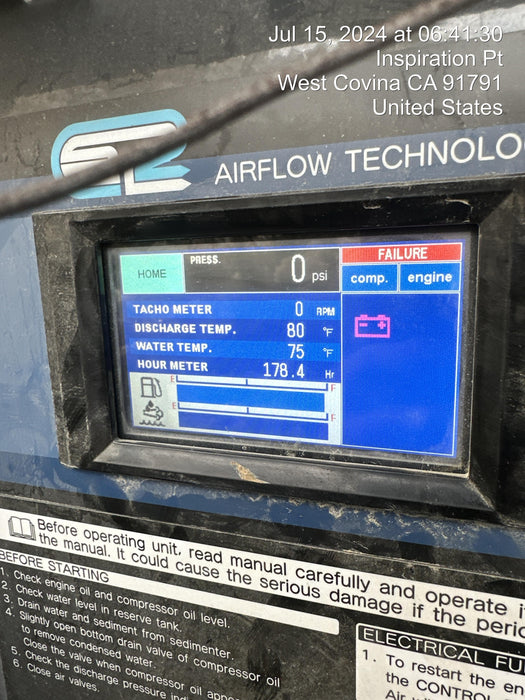 Jul 15, 2024 at 06:41:30
Inspiration Pt
West Covina CA 91791
United States
AIRFLOW TECHNOLO
HOME
PRESS.
0 psi
FAILURE
comp. engine
TACHO METER 0 RPM
DISCHARGE TEMP. 80 °F
WATER TEMP. 75 °F
HOUR METER 178.4 Hr
E F
E F
Before operating unit, read manual carefully and operate i
the manual. It could cause the serious damage if the perio
BEFORE STARTING
1. Check engine oil and compressor oil level.
2. Check water level in reserve tank.
3. Drain water and sediment from sedimenter.
4. Slightly open bottom drain valve of compressor oil
to remove condensed water.
Close the valve when compressor oil appe
5. Check the discharge pressure
6. Close air valves.
ELECTRICAL FU
1. To restart the en
the CONTRO